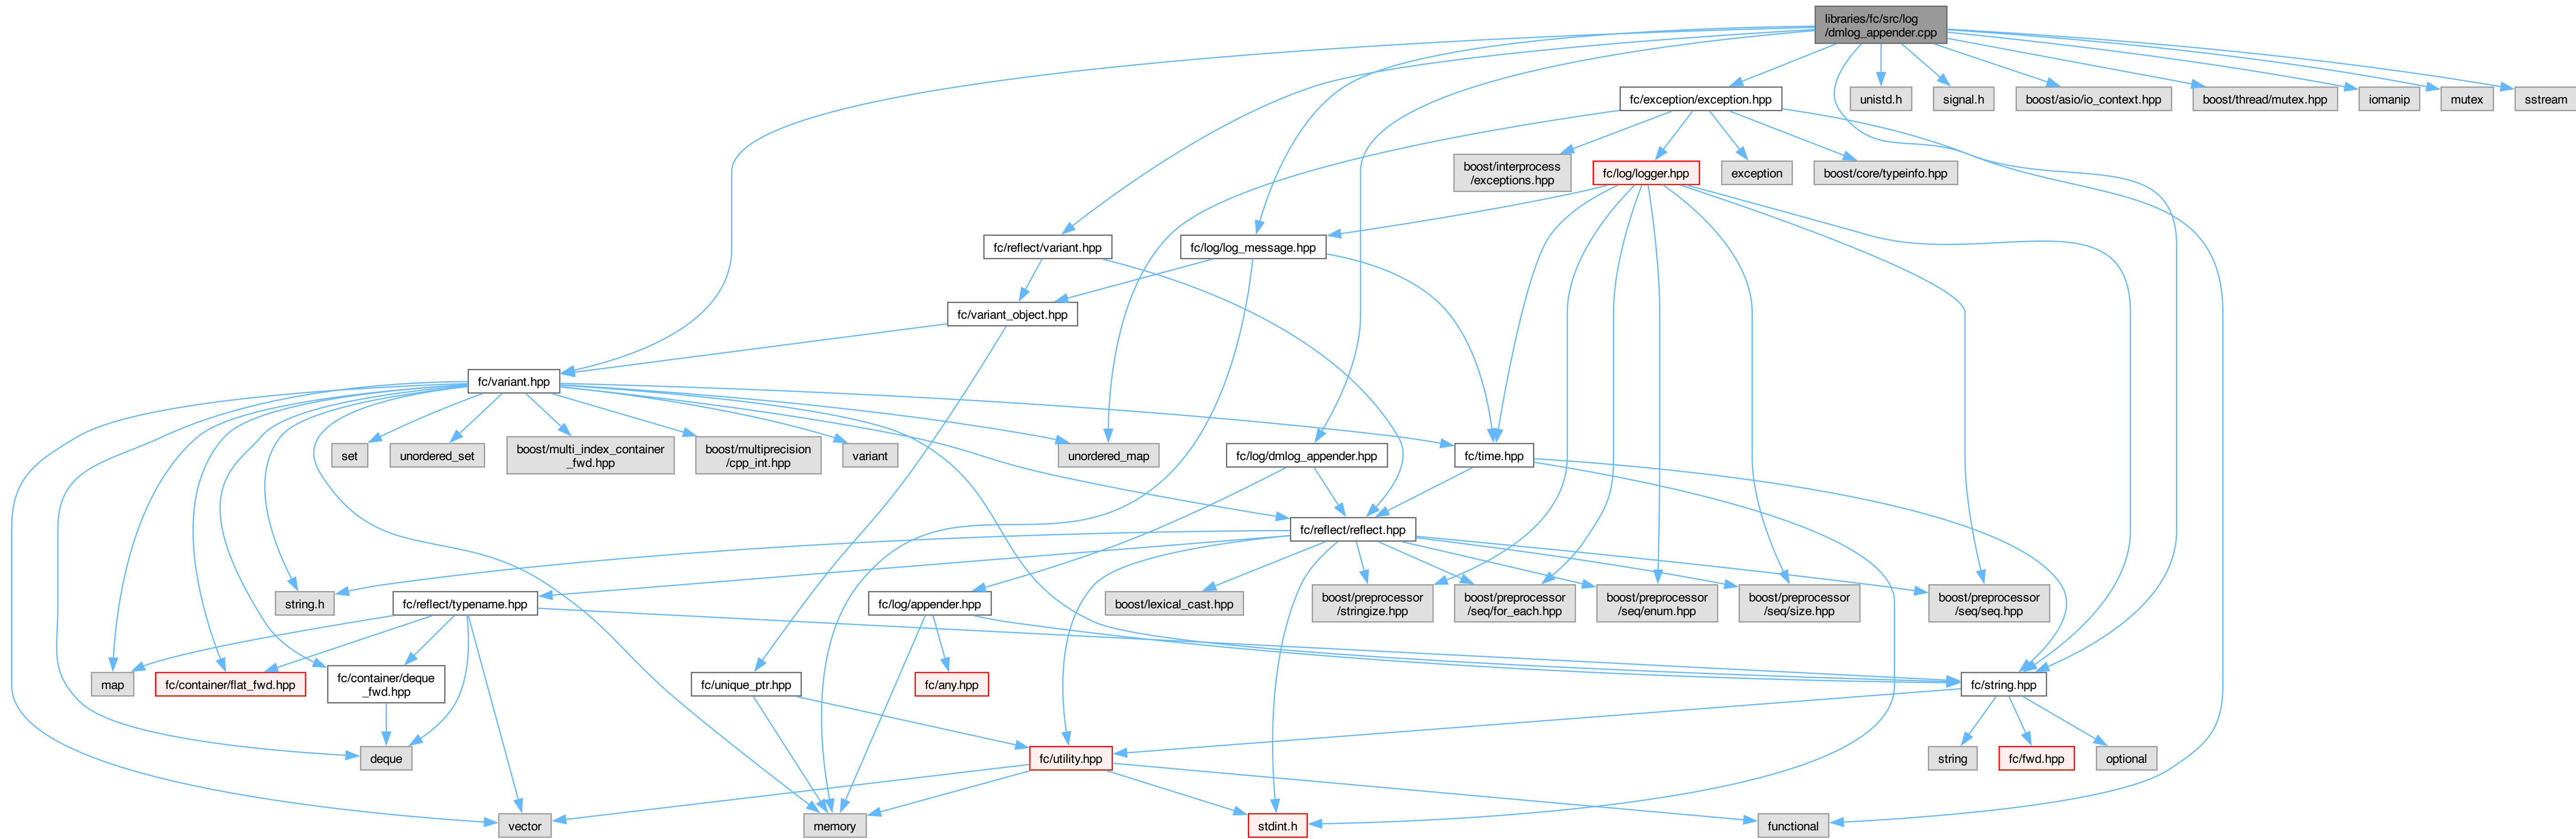 libraries/fc/src/log
/dmlog_appender.cpp
fc/exception/exception.hpp
unistd.h
signal.h
boost/asio/io_context.hpp
boost/thread/mutex.hpp
iomanip
mutex
sstream
boost/interprocess
/exceptions.hpp
fc/log/logger.hpp
exception
boost/core/typeinfo.hpp
fc/reflect/variant.hpp
fc/log/log_message.hpp
fc/variant_object.hpp
fc/variant.hpp
set
unordered_set
boost/multi_index_container
_fwd.hpp
boost/multiprecision
/cpp_int.hpp
variant
unordered_map
fc/log/dmlog_appender.hpp
fc/time.hpp
fc/reflect/reflect.hpp
string.h
fc/reflect/typename.hpp
fc/log/appender.hpp
boost/lexical_cast.hpp
boost/preprocessor
/stringize.hpp
boost/preprocessor
/seq/for_each.hpp
boost/preprocessor
/seq/enum.hpp
boost/preprocessor
/seq/size.hpp
boost/preprocessor
/seq/seq.hpp
map
fc/container/flat_fwd.hpp
fc/container/deque
_fwd.hpp
fc/unique_ptr.hpp
fc/any.hpp
fc/string.hpp
deque
fc/utility.hpp
string
fc/fwd.hpp
optional
vector
memory
stdint.h
functional